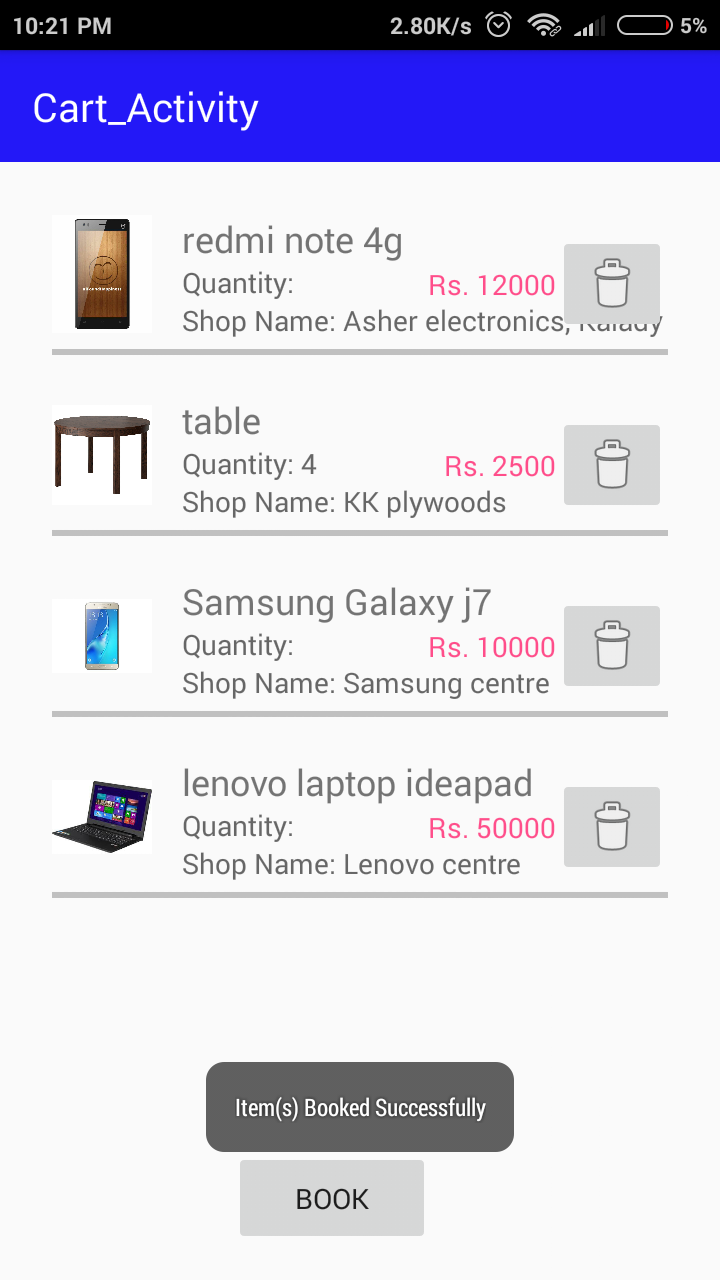 10:21 PM 2.80K/s 5%
Cart_Activity
redmi note 4g
Quantity: Rs. 12000
Shop Name: Asher electronics, Kalady
table
Quantity: 4 Rs. 2500
Shop Name: KK plywoods
Samsung Galaxy j7
Quantity: Rs. 10000
Shop Name: Samsung centre
lenovo laptop ideapad
Quantity: Rs. 50000
Shop Name: Lenovo centre
Item(s) Booked Successfully
BOOK